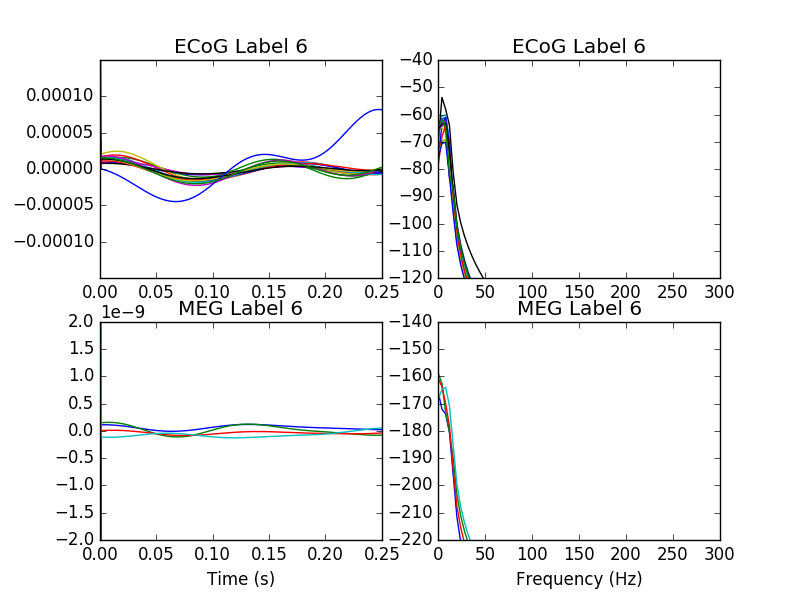 ECoG Label 6
0.00010
0.00005
0.00000
−0.00005
−0.00010
0.00 0.05 0.10 0.15 0.20 0.25
ECoG Label 6
−40
−50
−60
−70
−80
−90
−100
−110
−120
0 50 100 150 200 250 300
MEG Label 6
1e−9
2.0
1.5
1.0
0.5
0.0
−0.5
−1.0
−1.5
−2.0
0.00 0.05 0.10 0.15 0.20 0.25
Time (s)
MEG Label 6
−140
−150
−160
−170
−180
−190
−200
−210
−220
0 50 100 150 200 250 300
Frequency (Hz)